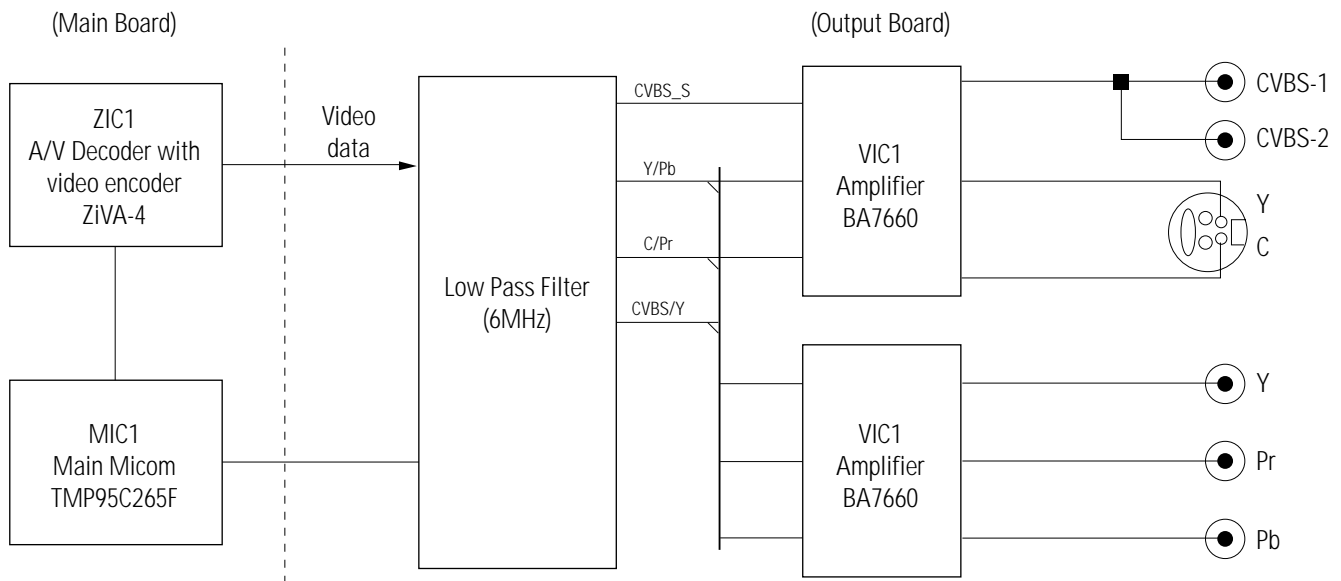 (Main Board)
(Output Board)
ZIC1
A/V Decoder with
video encoder
ZiVA-4
Video
data
MIC1
Main Micom
TMP95C265F
Low Pass Filter
(6MHz)
CVBS_S
Y/Pb
C/Pr
CVBS/Y
VIC1
Amplifier
BA7660
CVBS-1
CVBS-2
Y
C
VIC1
Amplifier
BA7660
Y
Pr
Pb